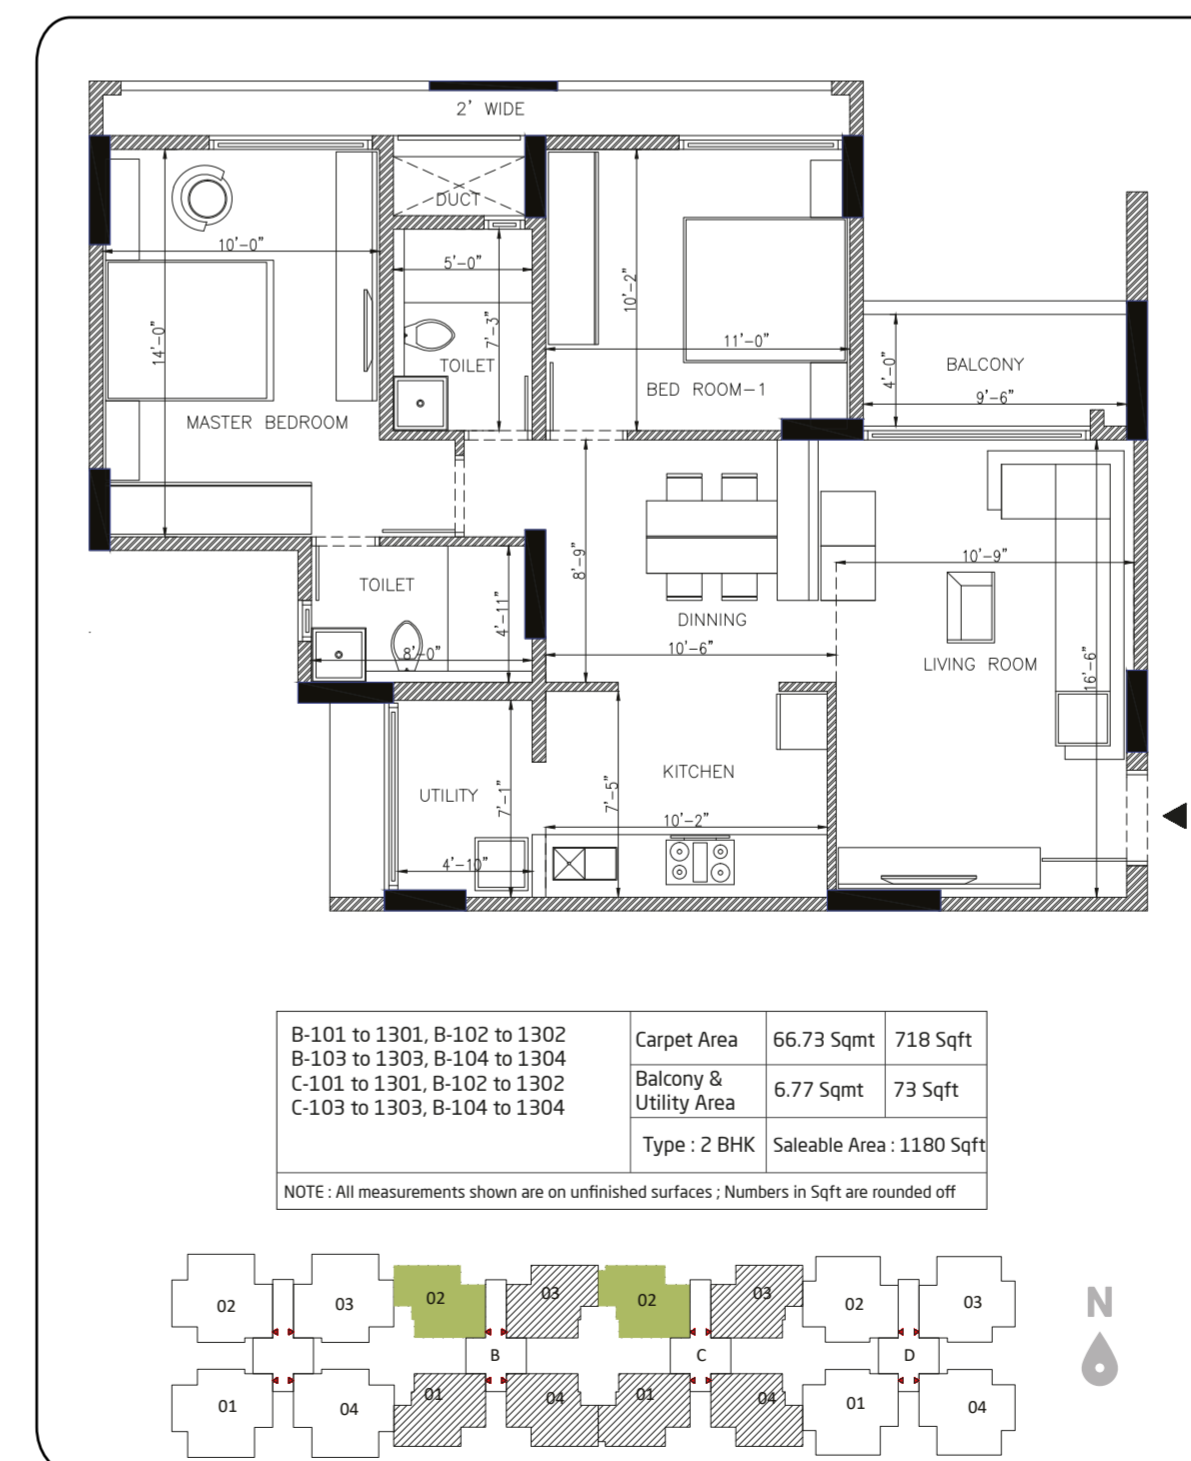 2' WIDE
DUCT
10'-0"
5'-0"
10'-2"
7'-3"
14'-0"
11'-0"
TOILET
BALCONY
4'-0"
BED ROOM-1
9'-6"
MASTER BEDROOM
8'-9"
10'-9"
TOILET
4'-11"
DINNING
8'-0"
10'-6"
LIVING ROOM
16'-6"
KITCHEN
UTILITY
7'-1"
7'-5"
10'-2"
4'-10"
B-101 to 1301, B-102 to 1302
B-103 to 1303, B-104 to 1304
C-101 to 1301, B-102 to 1302
C-103 to 1303, B-104 to 1304
Carpet Area 66.73 Sqmt 718 Sqft
Balcony &
Utility Area 6.77 Sqmt 73 Sqft
Type : 2 BHK Saleable Area : 1180 Sqft
NOTE : All measurements shown are on unfinished surfaces ; Numbers in Sqft are rounded off
02 03 02 03 02 03 02 03
B C D
01 04 01 04 01 04 01 04
N